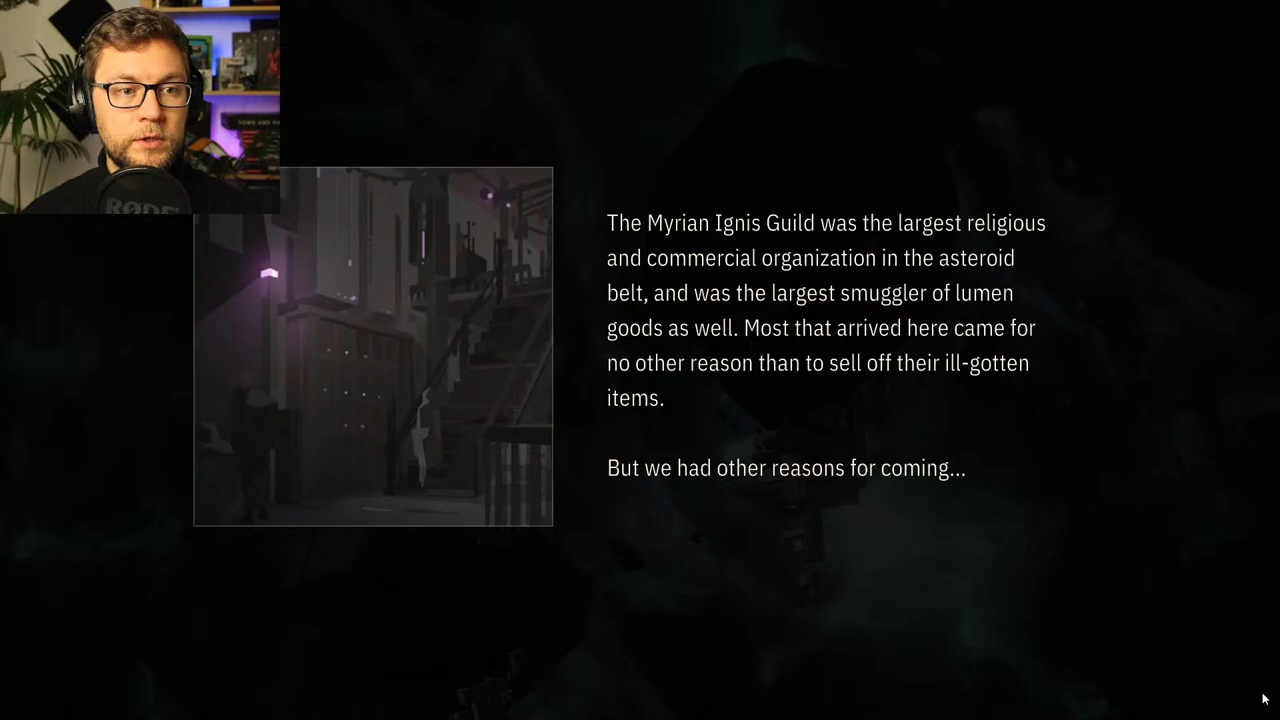 RØDE
The Myrian Ignis Guild was the largest religious
and commercial organization in the asteroid
belt, and was the largest smuggler of lumen
goods as well. Most that arrived here came for
no other reason than to sell off their ill-gotten
items.
But we had other reasons for coming...